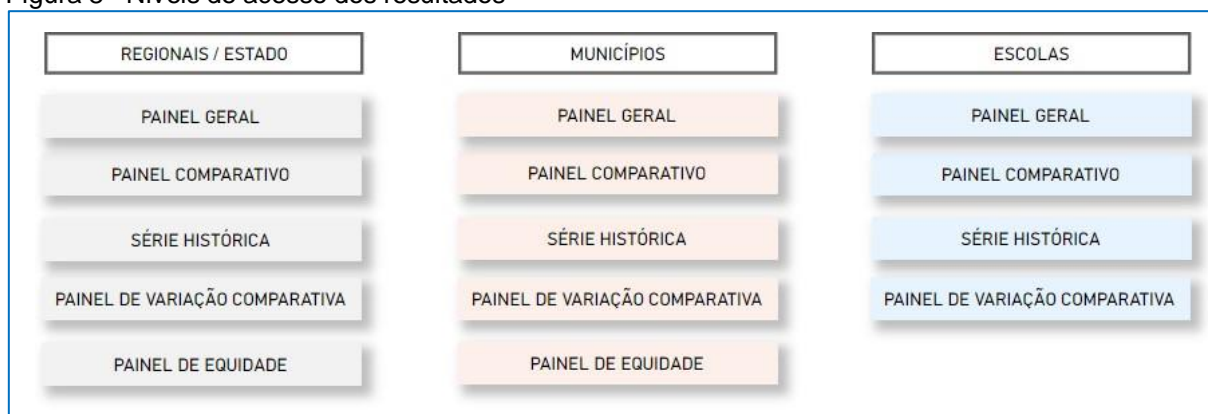 Figura 8 - Níveis de acesso dos resultados
REGIONAIS / ESTADO
PAINEL GERAL
PAINEL COMPARATIVO
SÉRIE HISTÓRICA
PAINEL DE VARIAÇÃO COMPARATIVA
PAINEL DE EQUIDADE
MUNICÍPIOS
PAINEL GERAL
PAINEL COMPARATIVO
SÉRIE HISTÓRICA
PAINEL DE VARIAÇÃO COMPARATIVA
PAINEL DE EQUIDADE
ESCOLAS
PAINEL GERAL
PAINEL COMPARATIVO
SÉRIE HISTÓRICA
PAINEL DE VARIAÇÃO COMPARATIVA